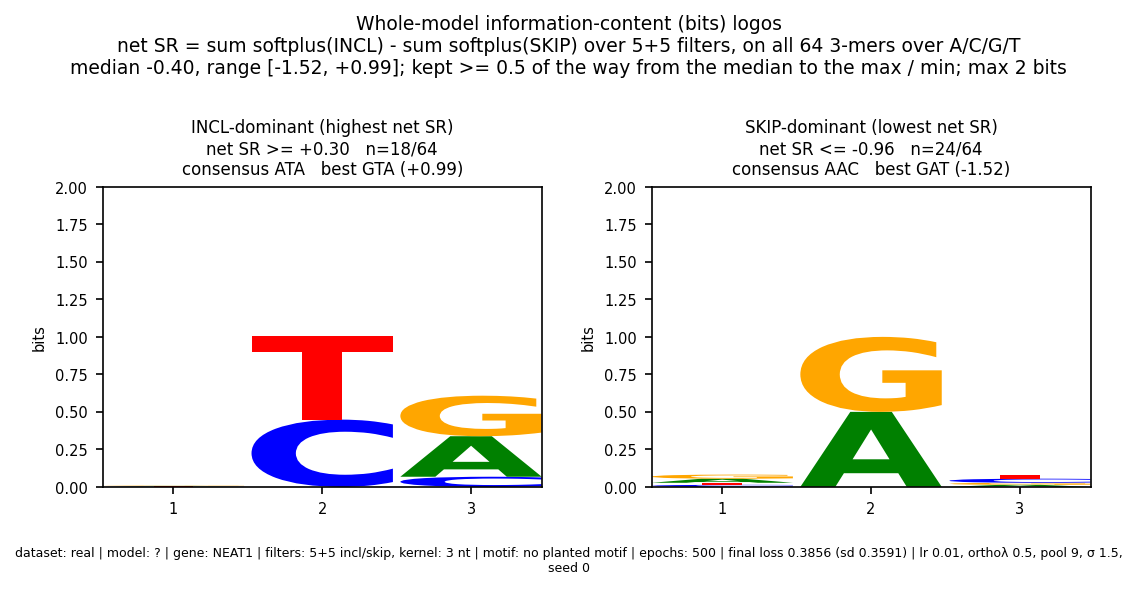 Whole-model information-content (bits) logos
net SR = sum softplus(INCL) - sum softplus(SKIP) over 5+5 filters, on all 64 3-mers over A/C/G/T
median -0.40, range [-1.52, +0.99]; kept >= 0.5 of the way from the median to the max / min; max 2 bits
INCL-dominant (highest net SR)
net SR >= +0.30   n=18/64
consensus ATA   best GTA (+0.99)
2.00
1.75
1.50
1.25
1.00
0.75
0.50
0.25
0.00
bits
T
C
G
A
C
1
2
3
SKIP-dominant (lowest net SR)
net SR <= -0.96   n=24/64
consensus AAC   best GAT (-1.52)
2.00
1.75
1.50
1.25
1.00
0.75
0.50
0.25
0.00
bits
G
A
T
G
A
T
C
1
2
3
dataset: real | model: ? | gene: NEAT1 | filters: 5+5 incl/skip, kernel: 3 nt | motif: no planted motif | epochs: 500 | final loss 0.3856 (sd 0.3591) | lr 0.01, orthoλ 0.5, pool 9, σ 1.5,
seed 0